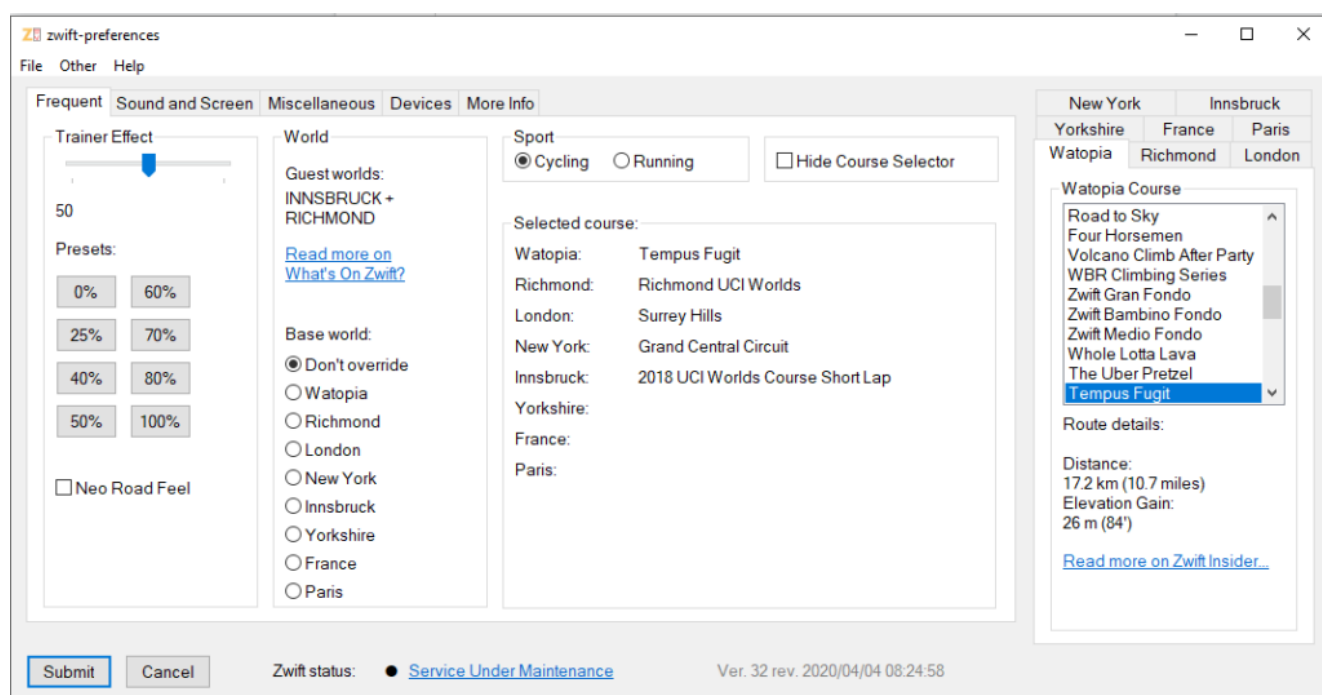 zwift-preferences
File Other Help
Frequent Sound and Screen Miscellaneous Devices More Info
New York Innsbruck
Yorkshire France Paris
Watopia Richmond London
Trainer Effect
50
Presets:
0% 60%
25% 70%
40% 80%
50% 100%
Neo Road Feel
World
Guest worlds:
INNSBRUCK +
RICHMOND
Read more on
What's On Zwift?
Base world:
Don't override
Watopia
Richmond
London
New York
Innsbruck
Yorkshire
France
Paris
Sport
Cycling Running
Hide Course Selector
Selected course:
Watopia: Tempus Fugit
Richmond: Richmond UCI Worlds
London: Surrey Hills
New York: Grand Central Circuit
Innsbruck: 2018 UCI Worlds Course Short Lap
Yorkshire:
France:
Paris:
Watopia Course
Road to Sky
Four Horsemen
Volcano Climb After Party
WBR Climbing Series
Zwift Gran Fondo
Zwift Bambino Fondo
Zwift Medio Fondo
Whole Lotta Lava
The Uber Pretzel
Tempus Fugit
Route details:
Distance:
17.2 km (10.7 miles)
Elevation Gain:
26 m (84')
Read more on Zwift Insider...
Submit Cancel
Zwift status: Service Under Maintenance
Ver. 32 rev. 2020/04/04 08:24:58